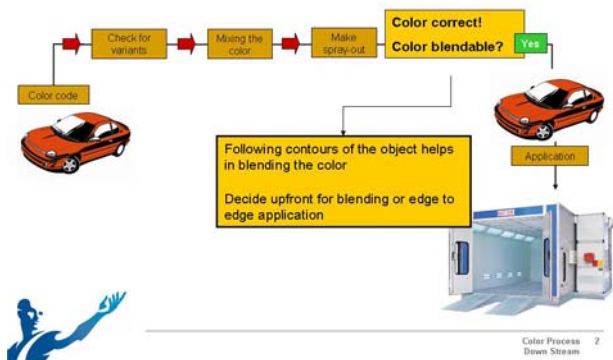 Color code
Check for
variants
Mixing the
color
Make
spray-out
Color correct!
Color blendable?
Yes
Application
Following contours of the object helps
in blending the color
Decide upfront for blending or edge to
edge application
Color Process 2
Down Stream